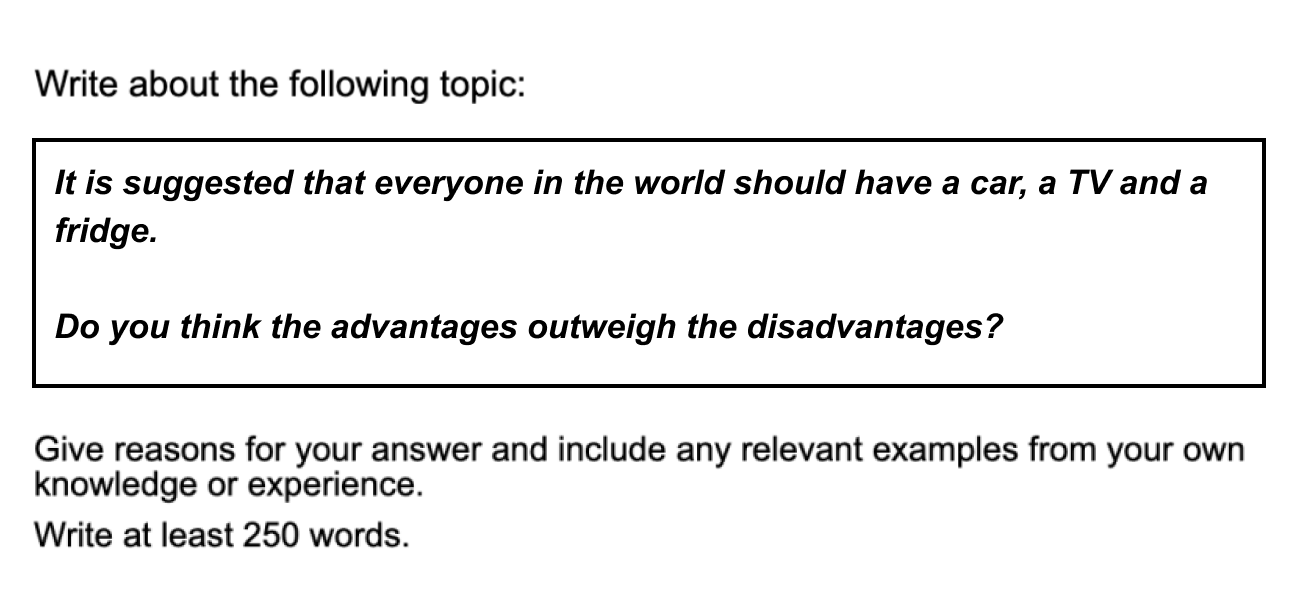 Write about the following topic:
It is suggested that everyone in the world should have a car, a TV and a
fridge.
Do you think the advantages outweigh the disadvantages?
Give reasons for your answer and include any relevant examples from your own
knowledge or experience.
Write at least 250 words.